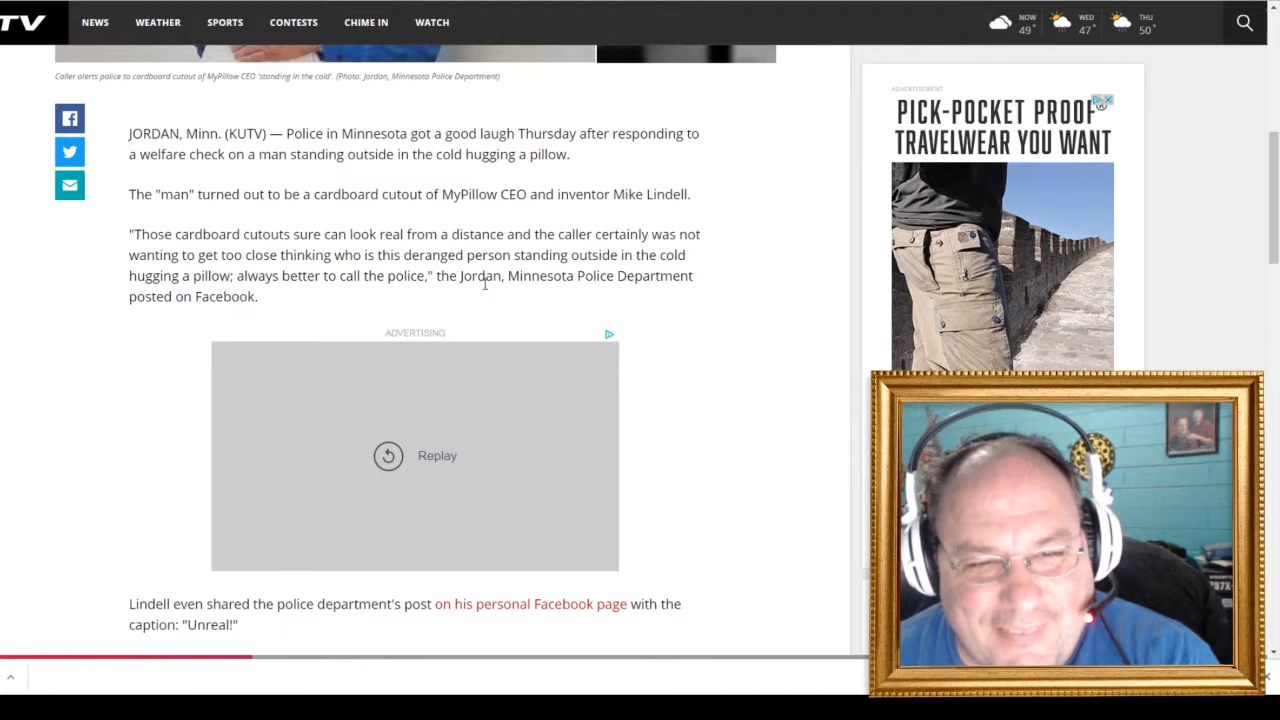 TV NEWS WEATHER SPORTS CONTESTS CHIME IN WATCH
NOW 49° WED 47° THU 50°
Caller alerts police to cardboard cutout of MyPillow CEO 'standing in the cold'. (Photo: Jordan, Minnesota Police Department)
JORDAN, Minn. (KUTV) — Police in Minnesota got a good laugh Thursday after responding to
a welfare check on a man standing outside in the cold hugging a pillow.
The "man" turned out to be a cardboard cutout of MyPillow CEO and inventor Mike Lindell.
"Those cardboard cutouts sure can look real from a distance and the caller certainly was not
wanting to get too close thinking who is this deranged person standing outside in the cold
hugging a pillow; always better to call the police," the Jordan, Minnesota Police Department
posted on Facebook.
ADVERTISING
Replay
Lindell even shared the police department's post on his personal Facebook page with the
caption: "Unreal!"
ADVERTISEMENT
PICK-POCKET PROOF®
TRAVELWEAR YOU WANT